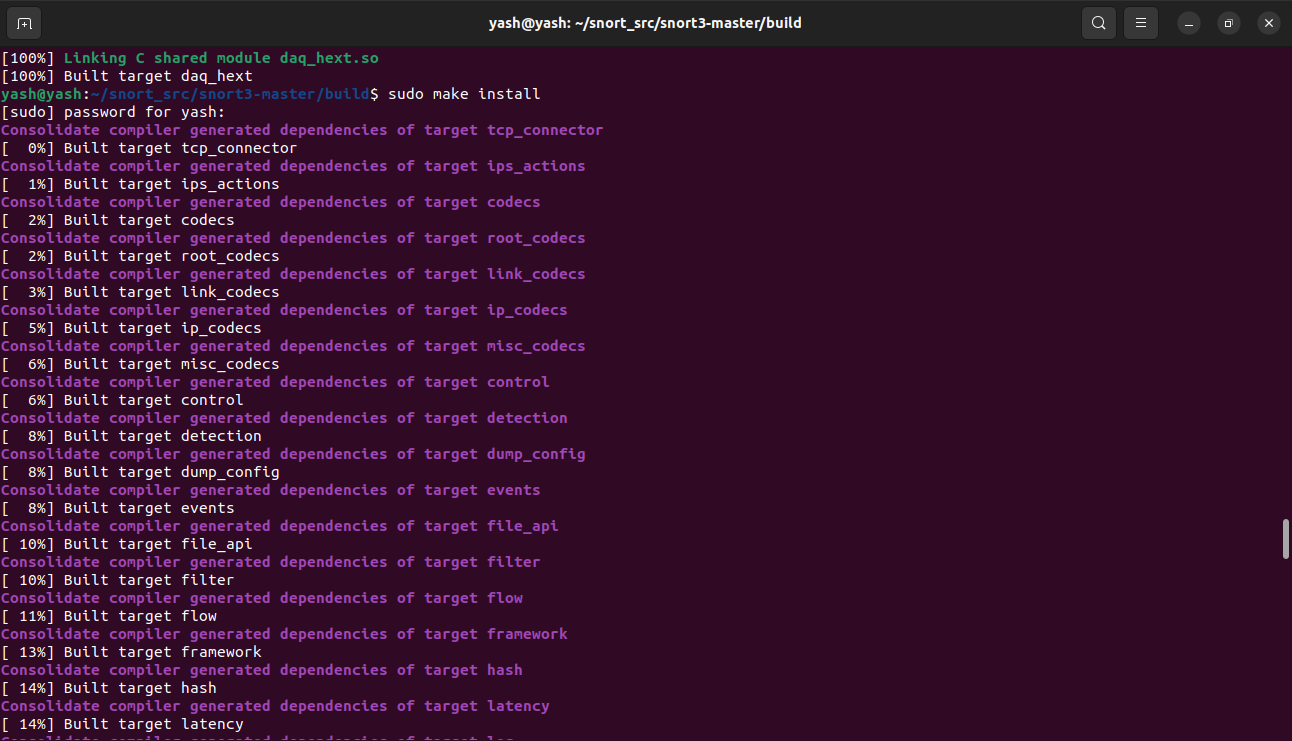 yash@yash: ~/snort_src/snort3-master/build
[100%] Linking C shared module daq_hext.so
[100%] Built target daq_hext
yash@yash:~/snort_src/snort3-master/build$ sudo make install
[sudo] password for yash:
Consolidate compiler generated dependencies of target tcp_connector
[  0%] Built target tcp_connector
Consolidate compiler generated dependencies of target ips_actions
[  1%] Built target ips_actions
Consolidate compiler generated dependencies of target codecs
[  2%] Built target codecs
Consolidate compiler generated dependencies of target root_codecs
[  2%] Built target root_codecs
Consolidate compiler generated dependencies of target link_codecs
[  3%] Built target link_codecs
Consolidate compiler generated dependencies of target ip_codecs
[  5%] Built target ip_codecs
Consolidate compiler generated dependencies of target misc_codecs
[  6%] Built target misc_codecs
Consolidate compiler generated dependencies of target control
[  6%] Built target control
Consolidate compiler generated dependencies of target detection
[  8%] Built target detection
Consolidate compiler generated dependencies of target dump_config
[  8%] Built target dump_config
Consolidate compiler generated dependencies of target events
[  8%] Built target events
Consolidate compiler generated dependencies of target file_api
[ 10%] Built target file_api
Consolidate compiler generated dependencies of target filter
[ 10%] Built target filter
Consolidate compiler generated dependencies of target flow
[ 11%] Built target flow
Consolidate compiler generated dependencies of target framework
[ 13%] Built target framework
Consolidate compiler generated dependencies of target hash
[ 14%] Built target hash
Consolidate compiler generated dependencies of target latency
[ 14%] Built target latency